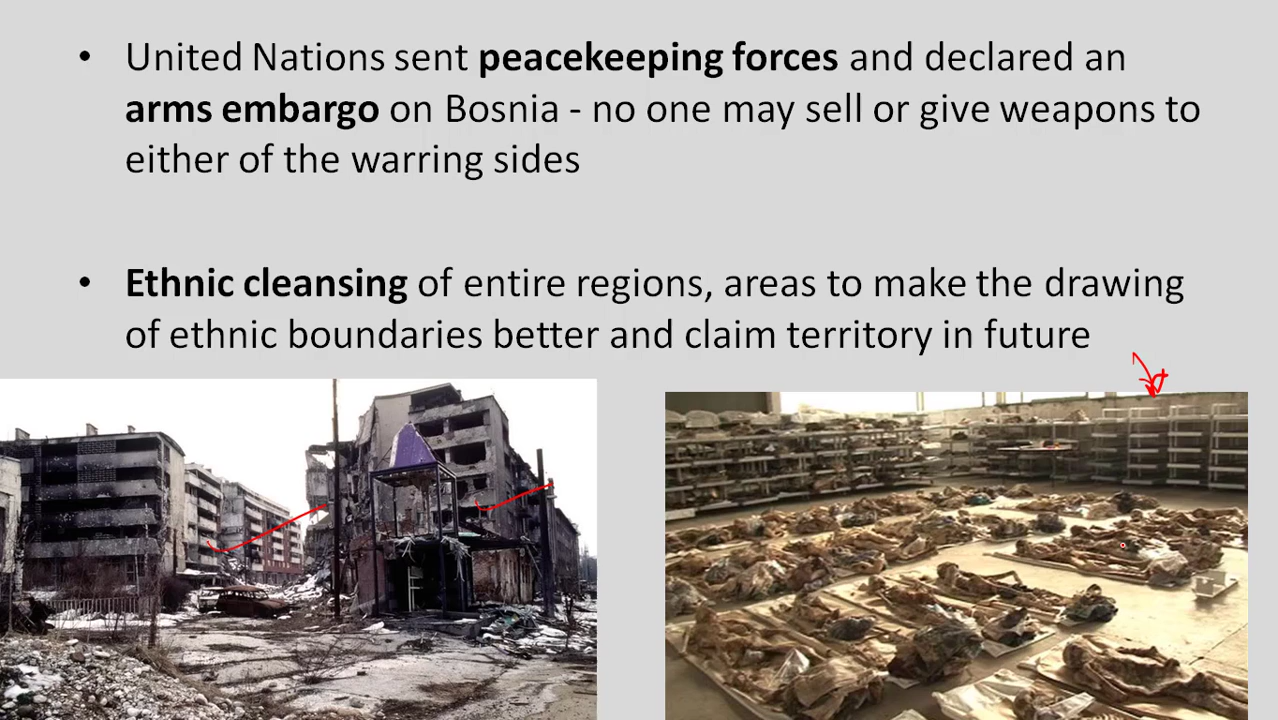 • United Nations sent peacekeeping forces and declared an
arms embargo on Bosnia - no one may sell or give weapons to
either of the warring sides
• Ethnic cleansing of entire regions, areas to make the drawing
of ethnic boundaries better and claim territory in future